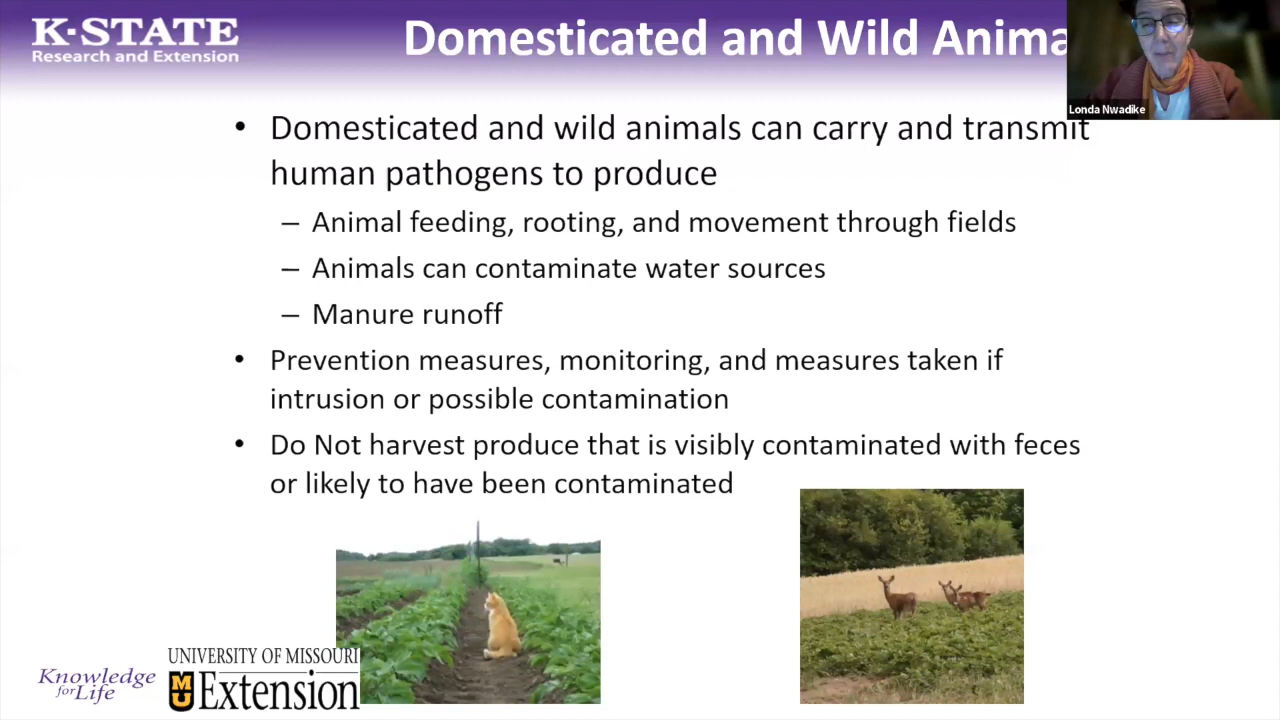 K-STATE
Research and Extension
Domesticated and Wild Anima
Londa Nwadike
• Domesticated and wild animals can carry and transmit
human pathogens to produce
– Animal feeding, rooting, and movement through fields
– Animals can contaminate water sources
– Manure runoff
• Prevention measures, monitoring, and measures taken if
intrusion or possible contamination
• Do Not harvest produce that is visibly contaminated with feces
or likely to have been contaminated
Knowledge
for Life
UNIVERSITY OF MISSOURI
MU Extension